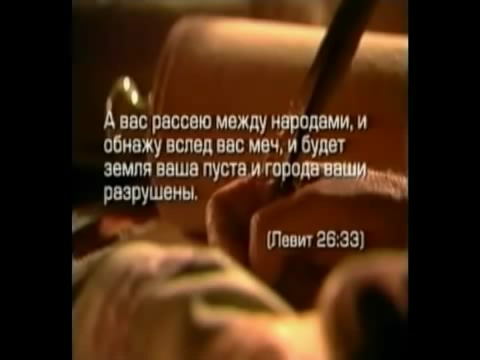 А вас рассею между народами, и
обнажу вслед вас меч, и будет
земля ваша пуста и города ваши
разрушены.
(Левит 26:33)